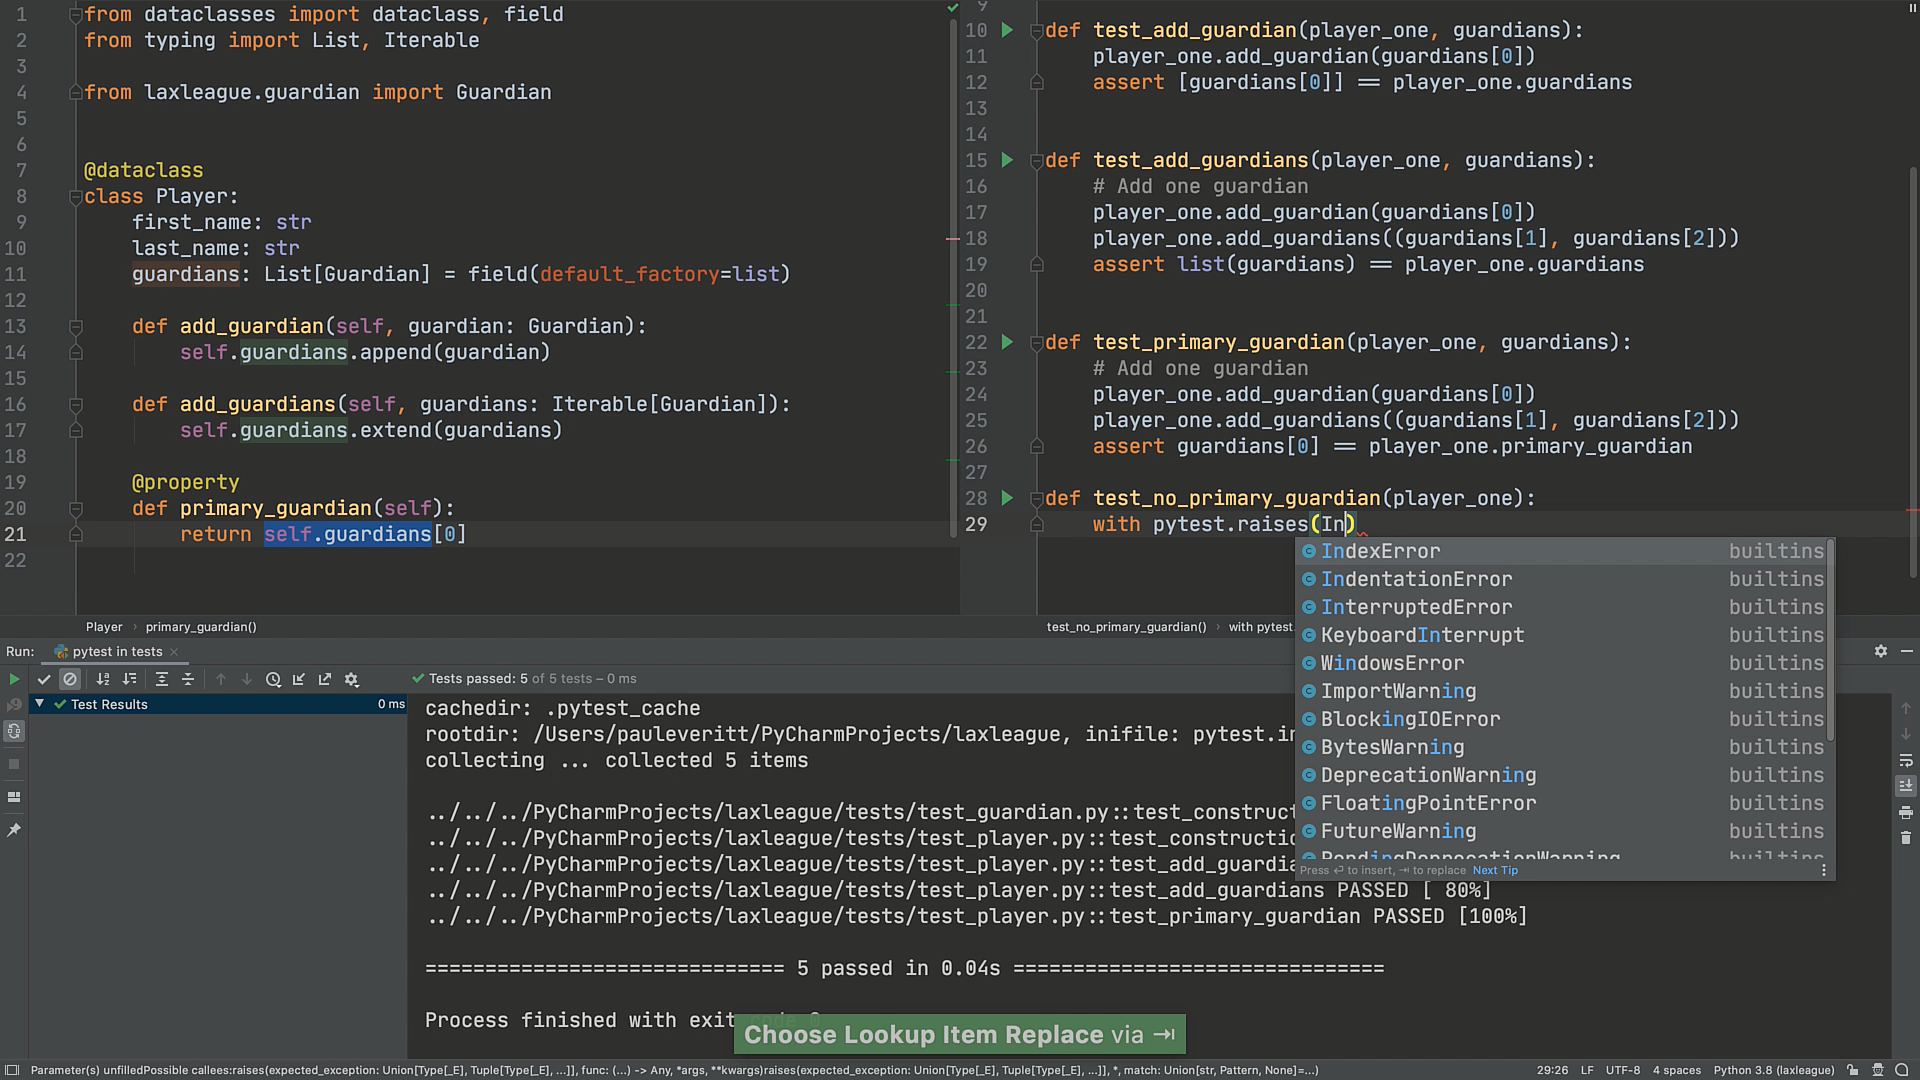 1 from dataclasses import dataclass, field
2 from typing import List, Iterable
3
4 from laxleague.guardian import Guardian
5
6
7 @dataclass
8 class Player:
9 first_name: str
10 last_name: str
11 guardians: List[Guardian] = field(default_factory=list)
12
13 def add_guardian(self, guardian: Guardian):
14 self.guardians.append(guardian)
15
16 def add_guardians(self, guardians: Iterable[Guardian]):
17 self.guardians.extend(guardians)
18
19 @property
20 def primary_guardian(self):
21 return self.guardians[0]
22
Player › primary_guardian()
9
10 def test_add_guardian(player_one, guardians):
11 player_one.add_guardian(guardians[0])
12 assert [guardians[0]] == player_one.guardians
13
14
15 def test_add_guardians(player_one, guardians):
16 # Add one guardian
17 player_one.add_guardian(guardians[0])
18 player_one.add_guardians((guardians[1], guardians[2]))
19 assert list(guardians) == player_one.guardians
20
21
22 def test_primary_guardian(player_one, guardians):
23 # Add one guardian
24 player_one.add_guardian(guardians[0])
25 player_one.add_guardians((guardians[1], guardians[2]))
26 assert guardians[0] == player_one.primary_guardian
27
28 def test_no_primary_guardian(player_one):
29 with pytest.raises(In)
IndexError builtins
IndentationError builtins
InterruptedError builtins
KeyboardInterrupt builtins
WindowsError builtins
ImportWarning builtins
BlockingIOError builtins
BytesWarning builtins
DeprecationWarning builtins
FloatingPointError builtins
FutureWarning builtins
PendingDeprecationWarning builtins
Press ↵ to insert, ⇥ to replace Next Tip
test_no_primary_guardian() › with pytest.
Run: pytest in tests
Tests passed: 5 of 5 tests – 0 ms
Test Results 0 ms
cachedir: .pytest_cache
rootdir: /Users/pauleveritt/PyCharmProjects/laxleague, inifile: pytest.in
collecting ... collected 5 items
../../../PyCharmProjects/laxleague/tests/test_guardian.py::test_construct
../../../PyCharmProjects/laxleague/tests/test_player.py::test_constructio
../../../PyCharmProjects/laxleague/tests/test_player.py::test_add_guardia
../../../PyCharmProjects/laxleague/tests/test_player.py::test_add_guardians PASSED [ 80%]
../../../PyCharmProjects/laxleague/tests/test_player.py::test_primary_guardian PASSED [100%]
============================== 5 passed in 0.04s ===============================
Process finished with exit code 0
Choose Lookup Item Replace via ⇥
Parameter(s) unfilledPossible callees:raises(expected_exception: Union[Type[_E], Tuple[Type[_E], ...]], func: (...) -> Any, *args, **kwargs)raises(expected_exception: Union[Type[_E], Tuple[Type[_E], ...]], *, match: Union[str, Pattern, None]=...)
29:26 LF UTF-8 4 spaces Python 3.8 (laxleague)